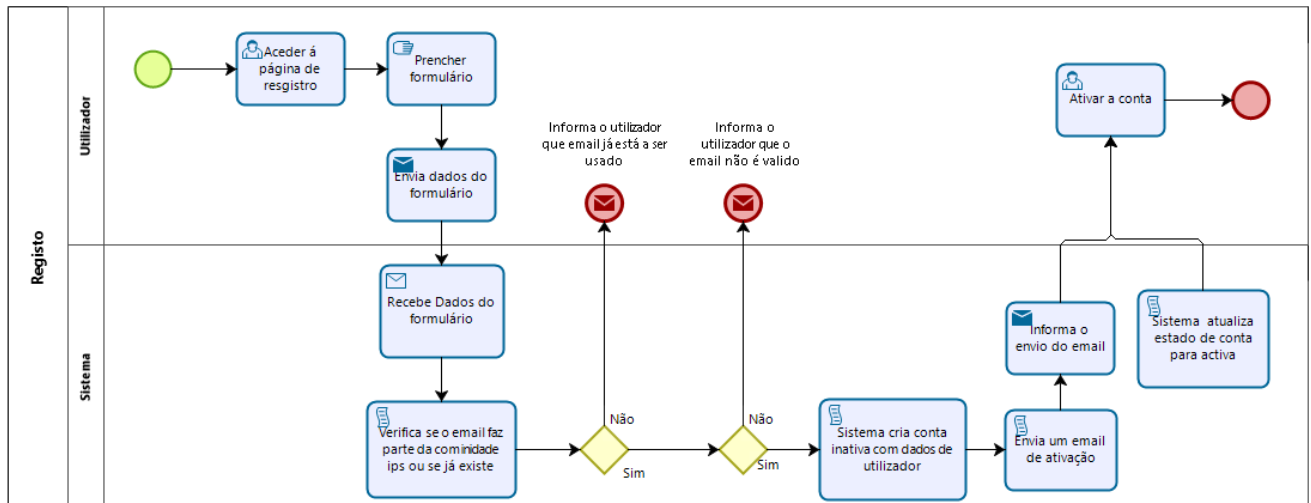 Registo
Utilizador
Aceder á
página de
resgistro
Prencher
formulário
Envia dados do
formulário
Informa o utilizador
que email já está a ser
usado
Informa o
utilizador que o
email não é valido
Ativar a conta
Sistema
Recebe Dados do
formulário
Verifica se o email faz
parte da cominidade
ips ou se já existe
Não
Sim
Não
Sim
Sistema cria conta
inativa com dados de
utilizador
Envia um email
de ativação
Informa o
envio do email
Sistema atualiza
estado de conta
para activa